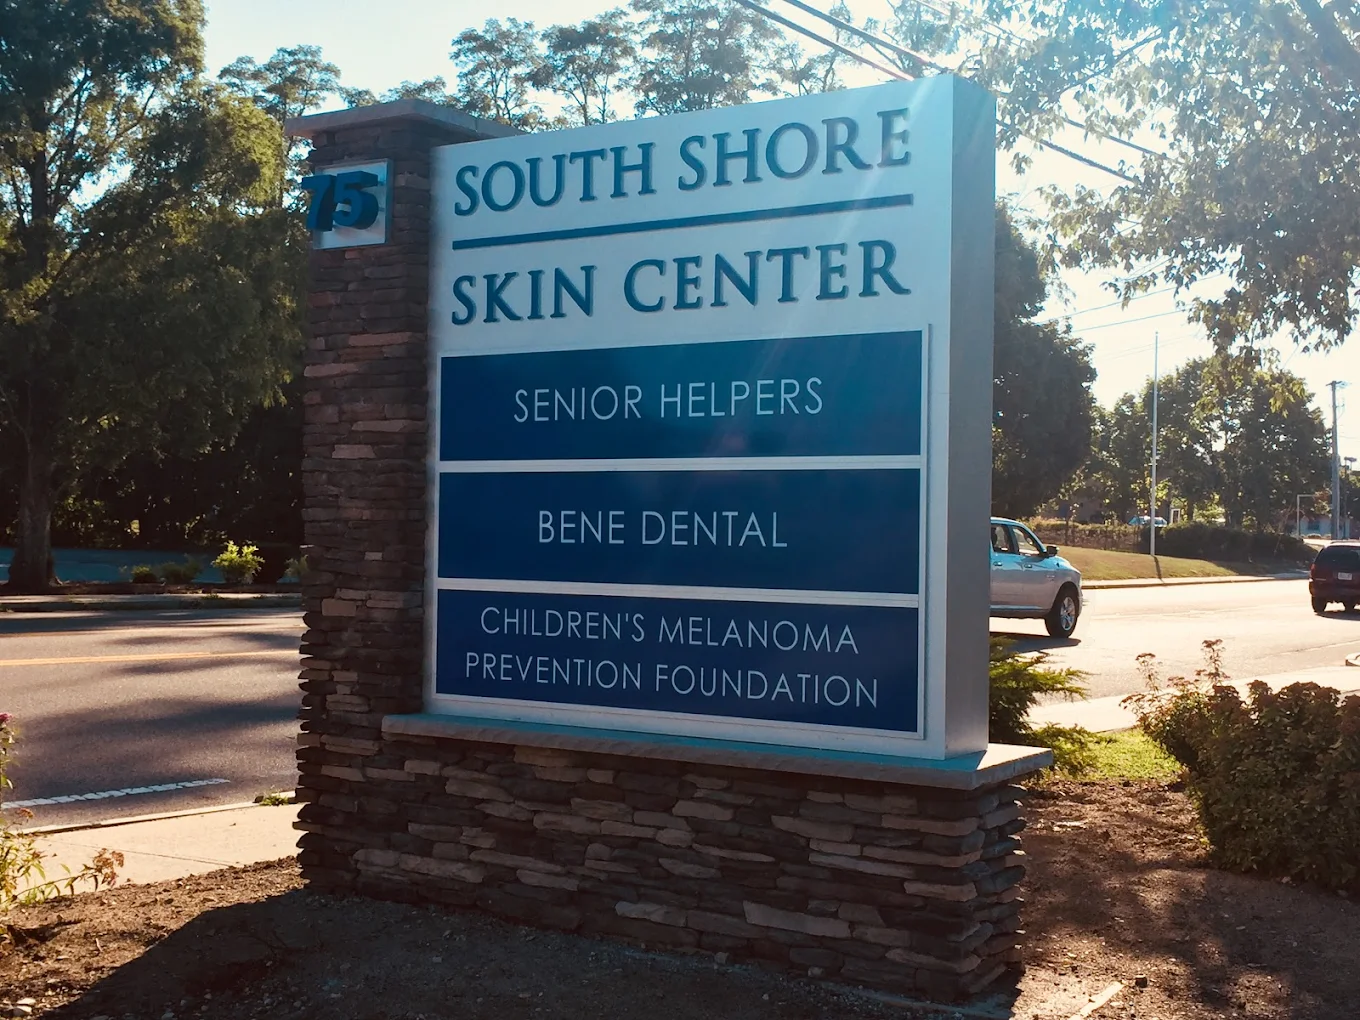 75
SOUTH SHORE
SKIN CENTER
SENIOR HELPERS
BENE DENTAL
CHILDREN'S MELANOMA
PREVENTION FOUNDATION